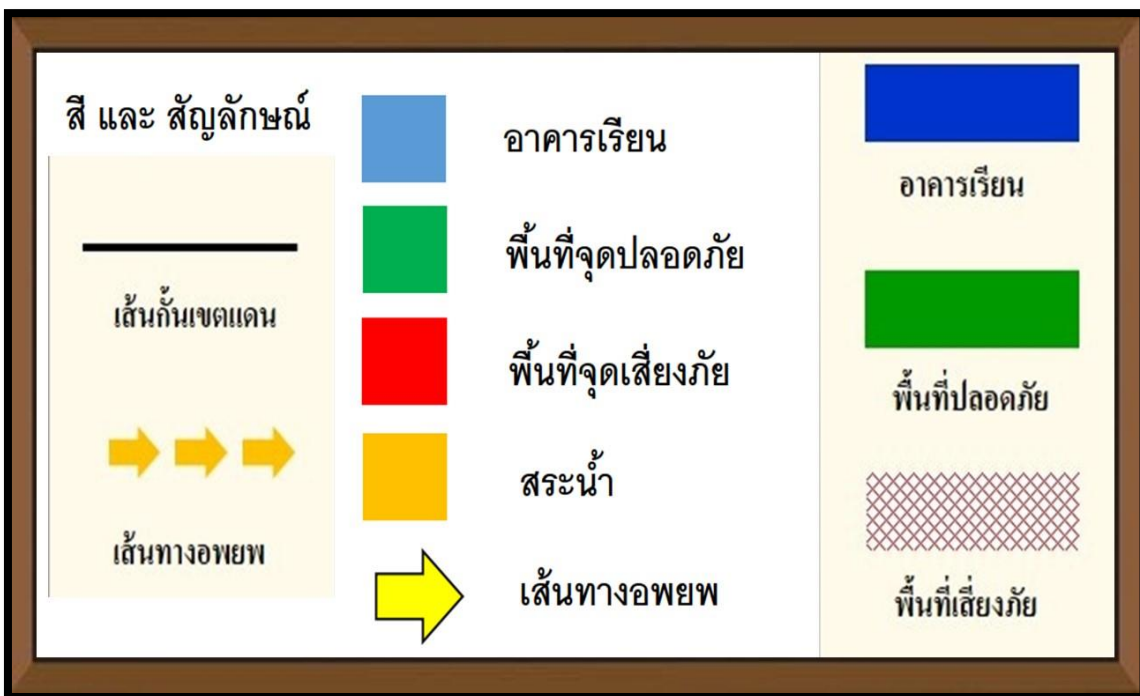 สี และ สัญลักษณ์
เส้นกั้นเขตแดน
เส้นทางอพยพ
อาคารเรียน
พื้นที่จุดปลอดภัย
พื้นที่จุดเสี่ยงภัย
สระน้ำ
เส้นทางอพยพ
อาคารเรียน
พื้นที่ปลอดภัย
พื้นที่เสี่ยงภัย